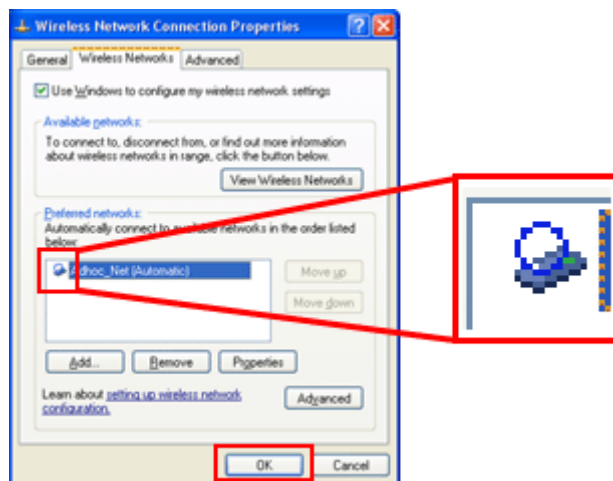 Wireless Network Connection Properties
General Wireless Networks Advanced
Use Windows to configure my wireless network settings
Available networks:
To connect to, disconnect from, or find out more information
about wireless networks in range, click the button below.
View Wireless Networks
Preferred networks:
Automatically connect to available networks in the order listed
below:
Adhoc_Net (Automatic)
Move up
Move down
Add... Remove Properties
Learn about setting up wireless network
configuration.
Advanced
OK Cancel